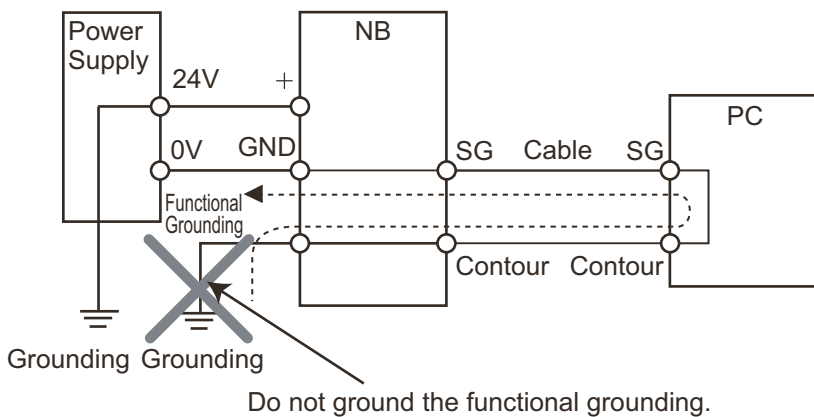 Power
Supply
NB
PC
24V
+
0V
GND
SG
Cable
SG
Functional
Grounding
Contour
Contour
Grounding
Grounding
Do not ground the functional grounding.